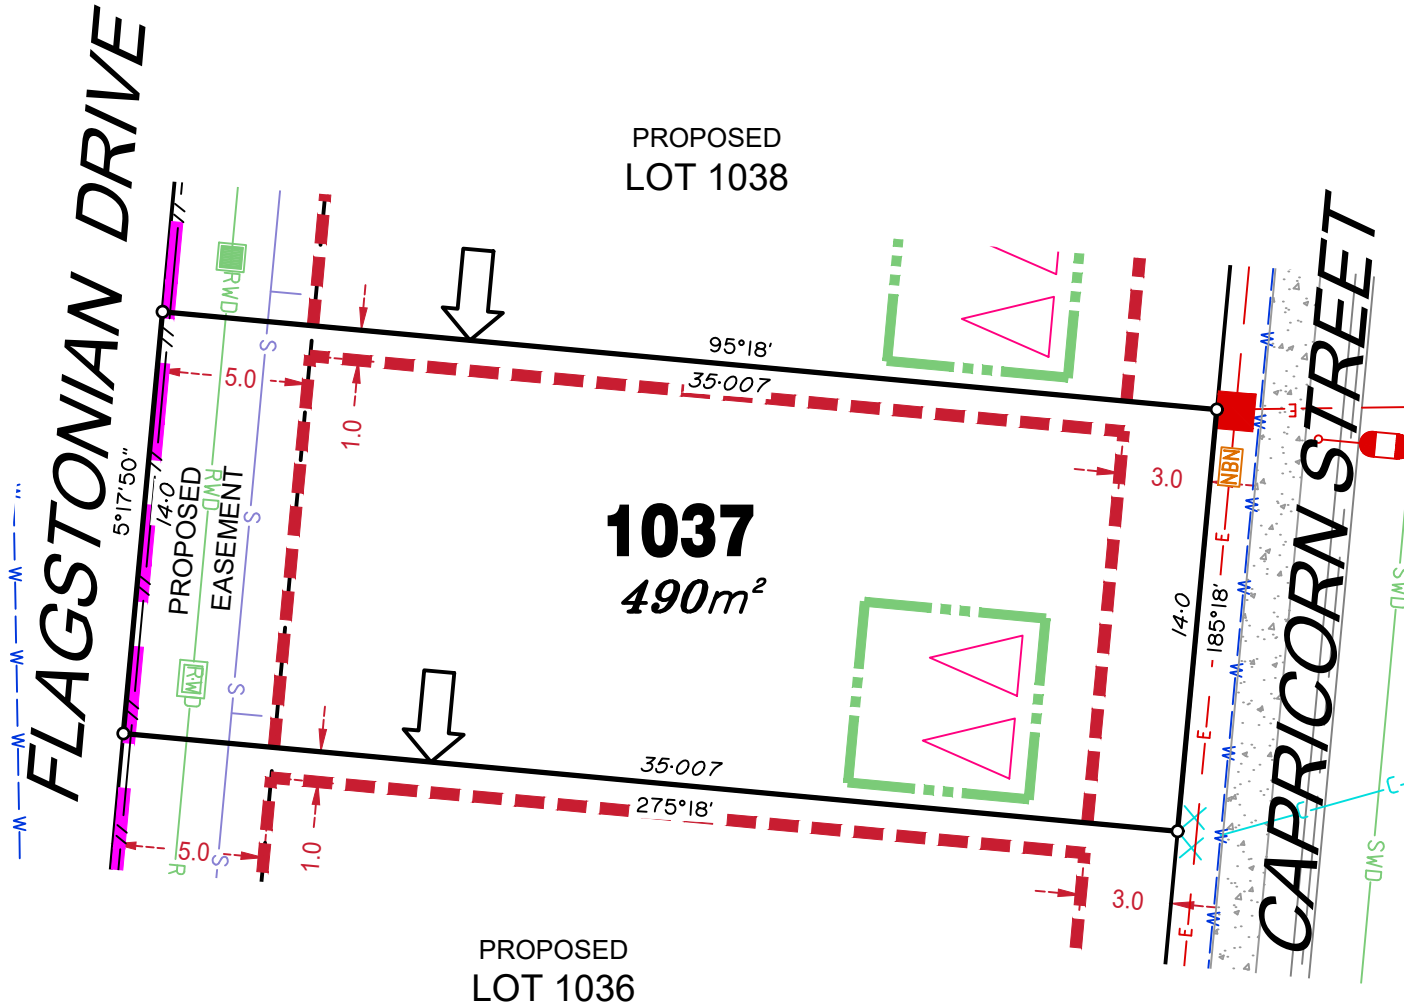 FLAGSTONIAN DRIVE
PROPOSED
LOT 1038
CAPRICORN STREET
RWD
S
95°18'
35·007
5.0
1.0
5°17'50"
14·0
PROPOSED
EASEMENT
RWD
S
1037
490m²
3.0
NBN
E
W
W
E
W
14·0
185°18'
SWD
RWD
S
W
W
W
W
E
W
35·007
275°18'
C
C
W
5.0
1.0
R
S
SWD
3.0
W
E
PROPOSED
LOT 1036